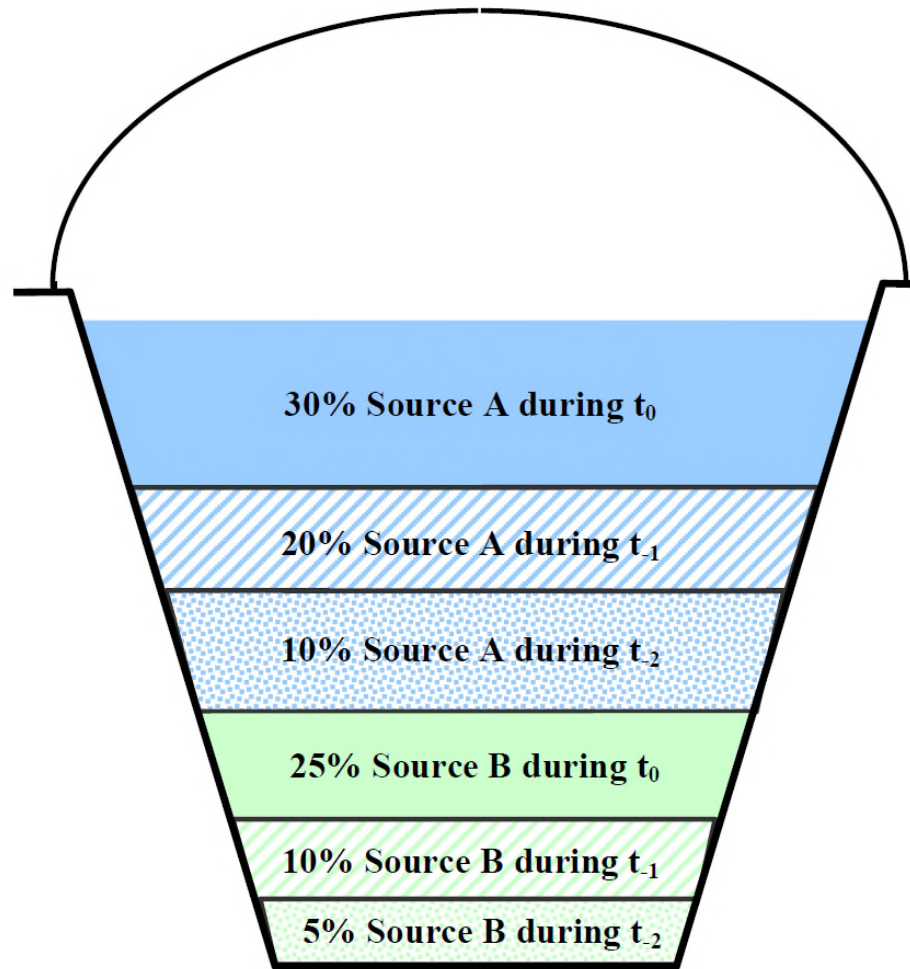 30% Source A during t₀
20% Source A during t₋₁
10% Source A during t₋₂
25% Source B during t₀
10% Source B during t₋₁
5% Source B during t₋₂